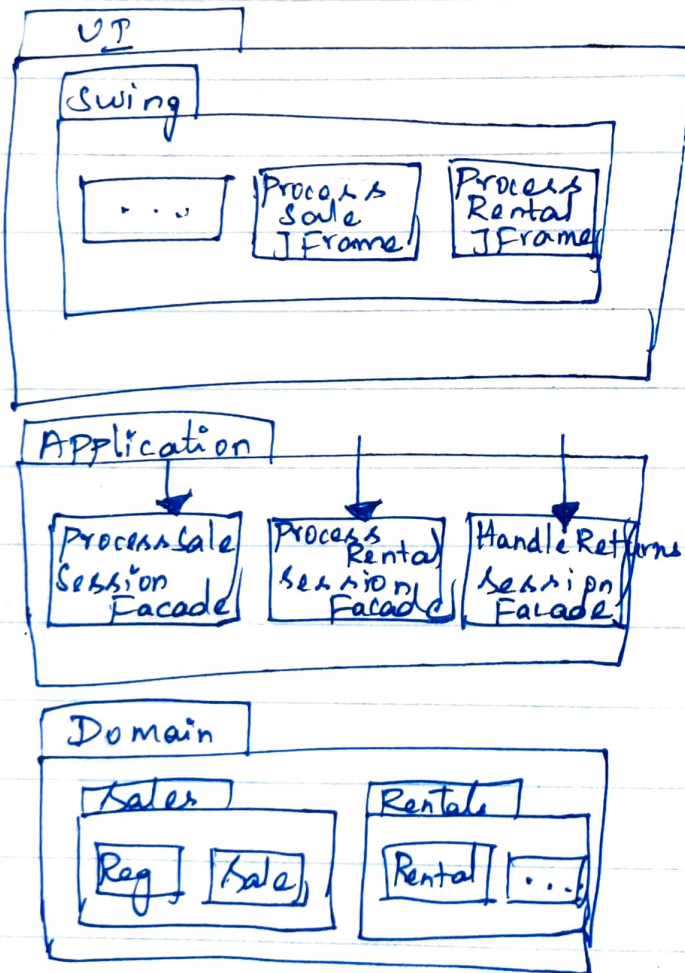 UI
Swing
...
Process
Sale
JFrame
Process
Rental
JFrame
Application
ProcessSale
Session
Facade
Process
Rental
Session
Facade
HandleReturns
Session
Facade
Domain
Sales
Rentals
Reg
Sale
Rental
...